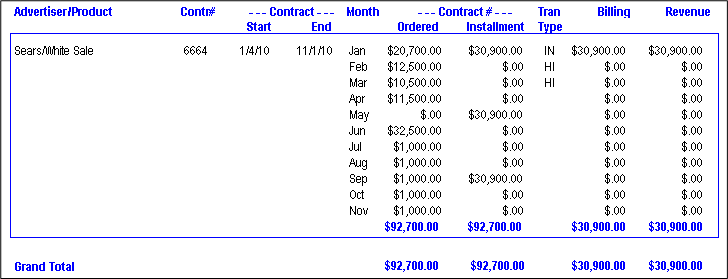 Advertiser/Product Contr# --- Contract --- Month --- Contract # --- Tran Billing Revenue
Start End Ordered Installment Type
Sears/White Sale 6664 1/4/10 11/1/10 Jan $20,700.00 $30,900.00 IN $30,900.00 $30,900.00
Feb $12,500.00 $.00 HI $.00 $.00
Mar $10,500.00 $.00 HI $.00 $.00
Apr $11,500.00 $.00 $.00 $.00
May $.00 $30,900.00 $.00 $.00
Jun $32,500.00 $.00 $.00 $.00
Jul $1,000.00 $.00 $.00 $.00
Aug $1,000.00 $.00 $.00 $.00
Sep $1,000.00 $30,900.00 $.00 $.00
Oct $1,000.00 $.00 $.00 $.00
Nov $1,000.00 $.00 $.00 $.00
$92,700.00 $92,700.00 $30,900.00 $30,900.00
Grand Total $92,700.00 $92,700.00 $30,900.00 $30,900.00